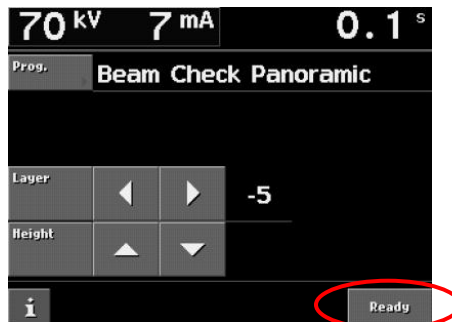 70 kV 7 mA 0.1 s
Prog. Beam Check Panoramic
Layer -5
Height
i Ready